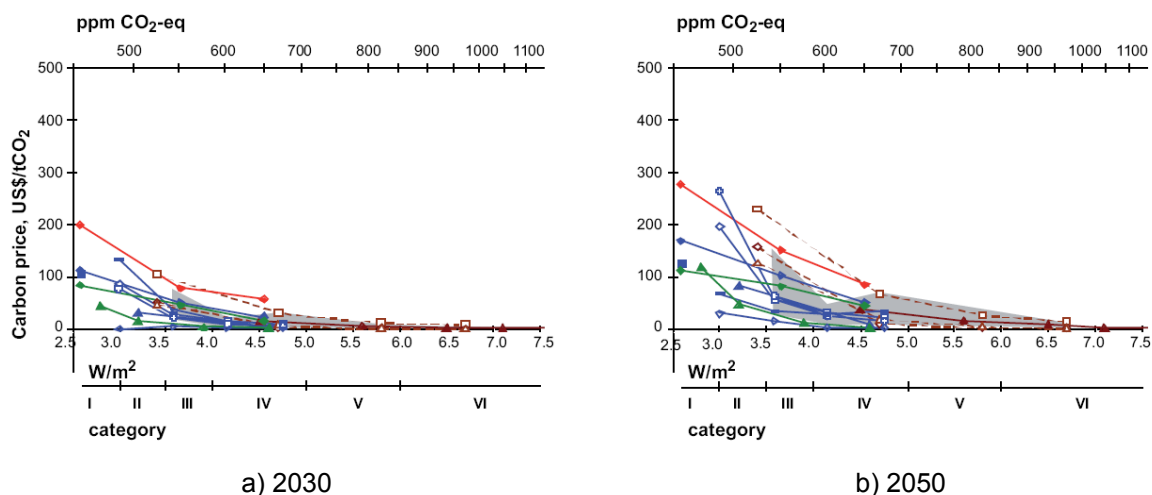 ppm CO2-eq
500 600 700 800 900 1000 1100
Carbon price, US$/tCO2
500
400
300
200
100
0
2.5 3.0 3.5 4.0 4.5 5.0 5.5 6.0 6.5 7.0 7.5
W/m²
I II III IV V VI
category
a) 2030
ppm CO2-eq
500 600 700 800 900 1000 1100
500
400
300
200
100
0
2.5 3.0 3.5 4.0 4.5 5.0 5.5 6.0 6.5 7.0 7.5
W/m²
I II III IV V VI
category
b) 2050